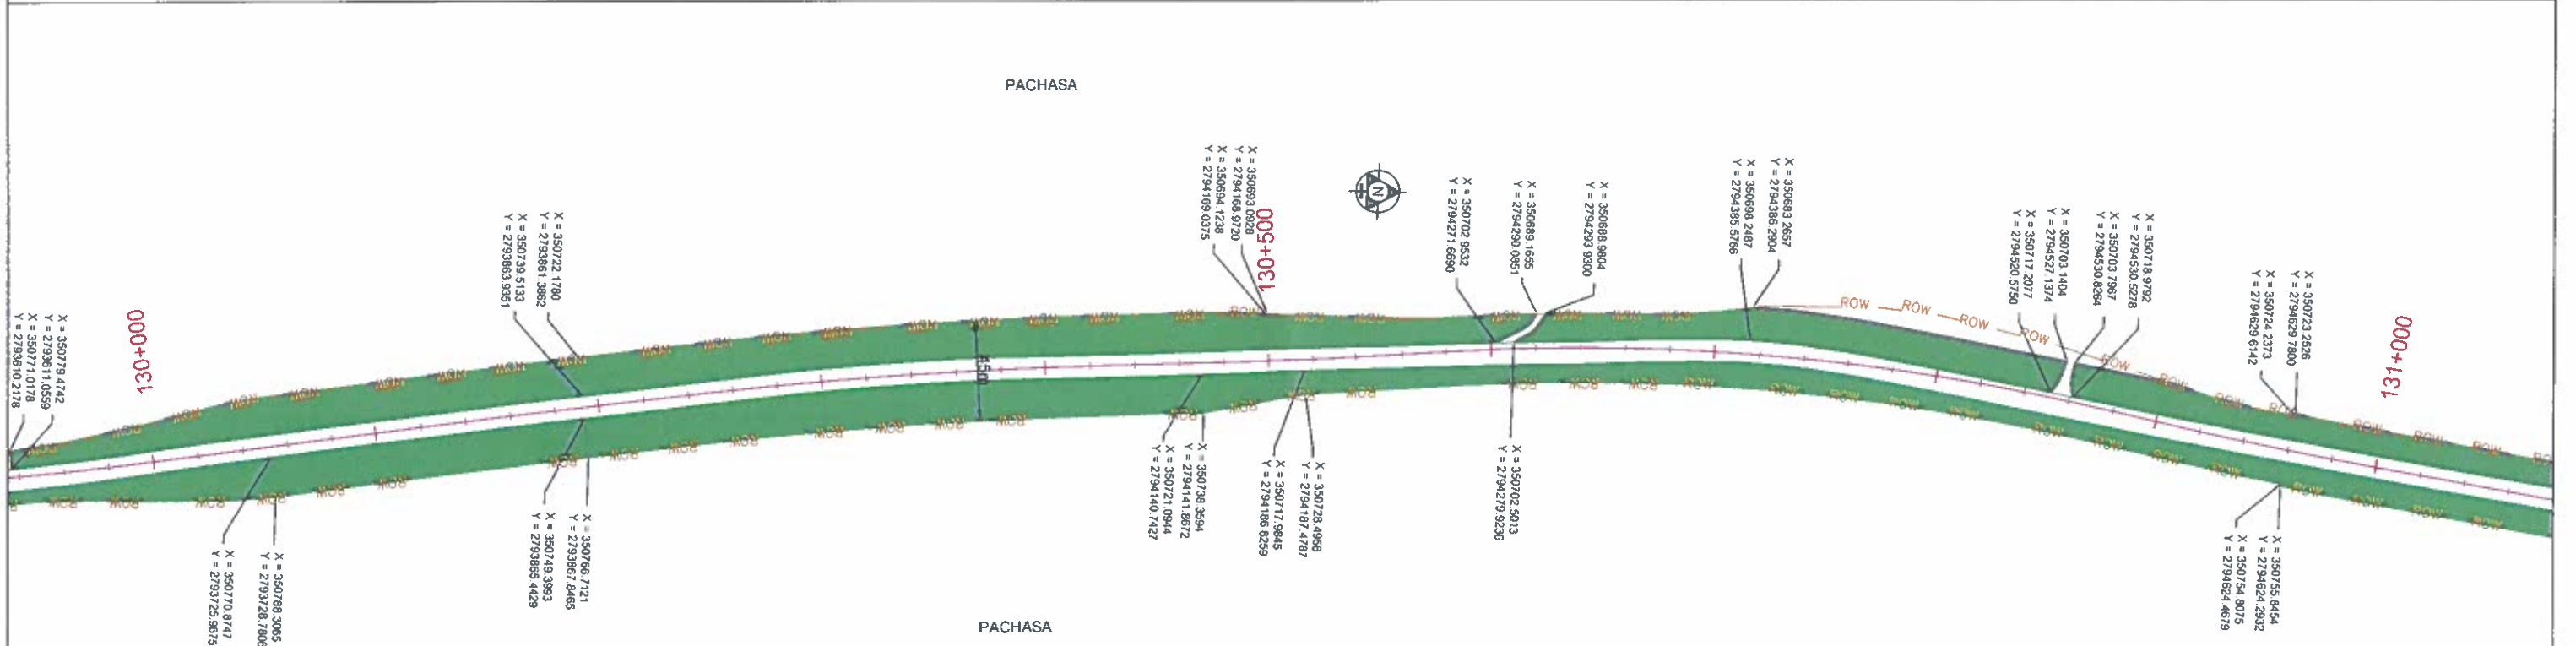 PACHASA
X = 350779.4742
Y = 2793611.0559
X = 350771.0178
Y = 2793610.2178
130+000
X = 350722.1780
Y = 2793861.3862
X = 350739.5133
Y = 2793863.9351
X = 350693.0928
Y = 2794168.9720
X = 350694.1238
Y = 2794169.0375
130+500
N
X = 350702.9532
Y = 2794271.6690
X = 350689.1655
Y = 2794290.0851
X = 350688.9804
Y = 2794293.9300
X = 350683.2657
Y = 2794386.2904
X = 350698.2487
Y = 2794385.5766
X = 350703.1404
Y = 2794527.1374
X = 350717.2077
Y = 2794520.5750
X = 350718.9792
Y = 2794530.5278
X = 350703.7967
Y = 2794530.8264
X = 350723.2526
Y = 2794629.7800
X = 350724.2373
Y = 2794629.6142
131+000
ROW
ROW
ROW
ROW
ROW
45m
X = 350788.3065
Y = 2793728.7806
X = 350770.8747
Y = 2793725.9675
X = 350766.7121
Y = 2793867.8465
X = 350749.3993
Y = 2793865.4429
X = 350738.3594
Y = 2794141.8672
X = 350721.0944
Y = 2794140.7427
X = 350728.4956
Y = 2794187.4787
X = 350717.9845
Y = 2794186.8259
X = 350702.5013
Y = 2794279.9236
X = 350755.8454
Y = 2794624.2932
X = 350754.8075
Y = 2794624.4679
PACHASA